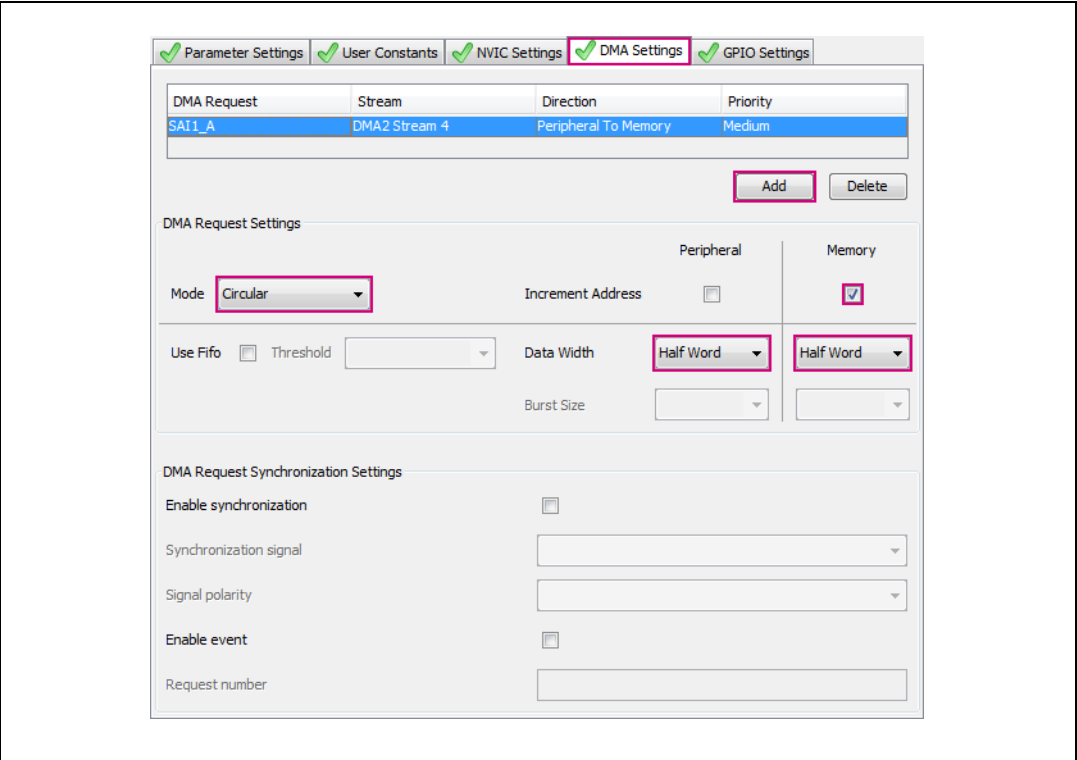 Parameter Settings User Constants NVIC Settings DMA Settings GPIO Settings
DMA Request Stream Direction Priority
SAI1_A DMA2 Stream 4 Peripheral To Memory Medium
Add Delete
DMA Request Settings
Peripheral Memory
Mode Circular Increment Address
Use Fifo Threshold Data Width Half Word Half Word
Burst Size
DMA Request Synchronization Settings
Enable synchronization
Synchronization signal
Signal polarity
Enable event
Request number